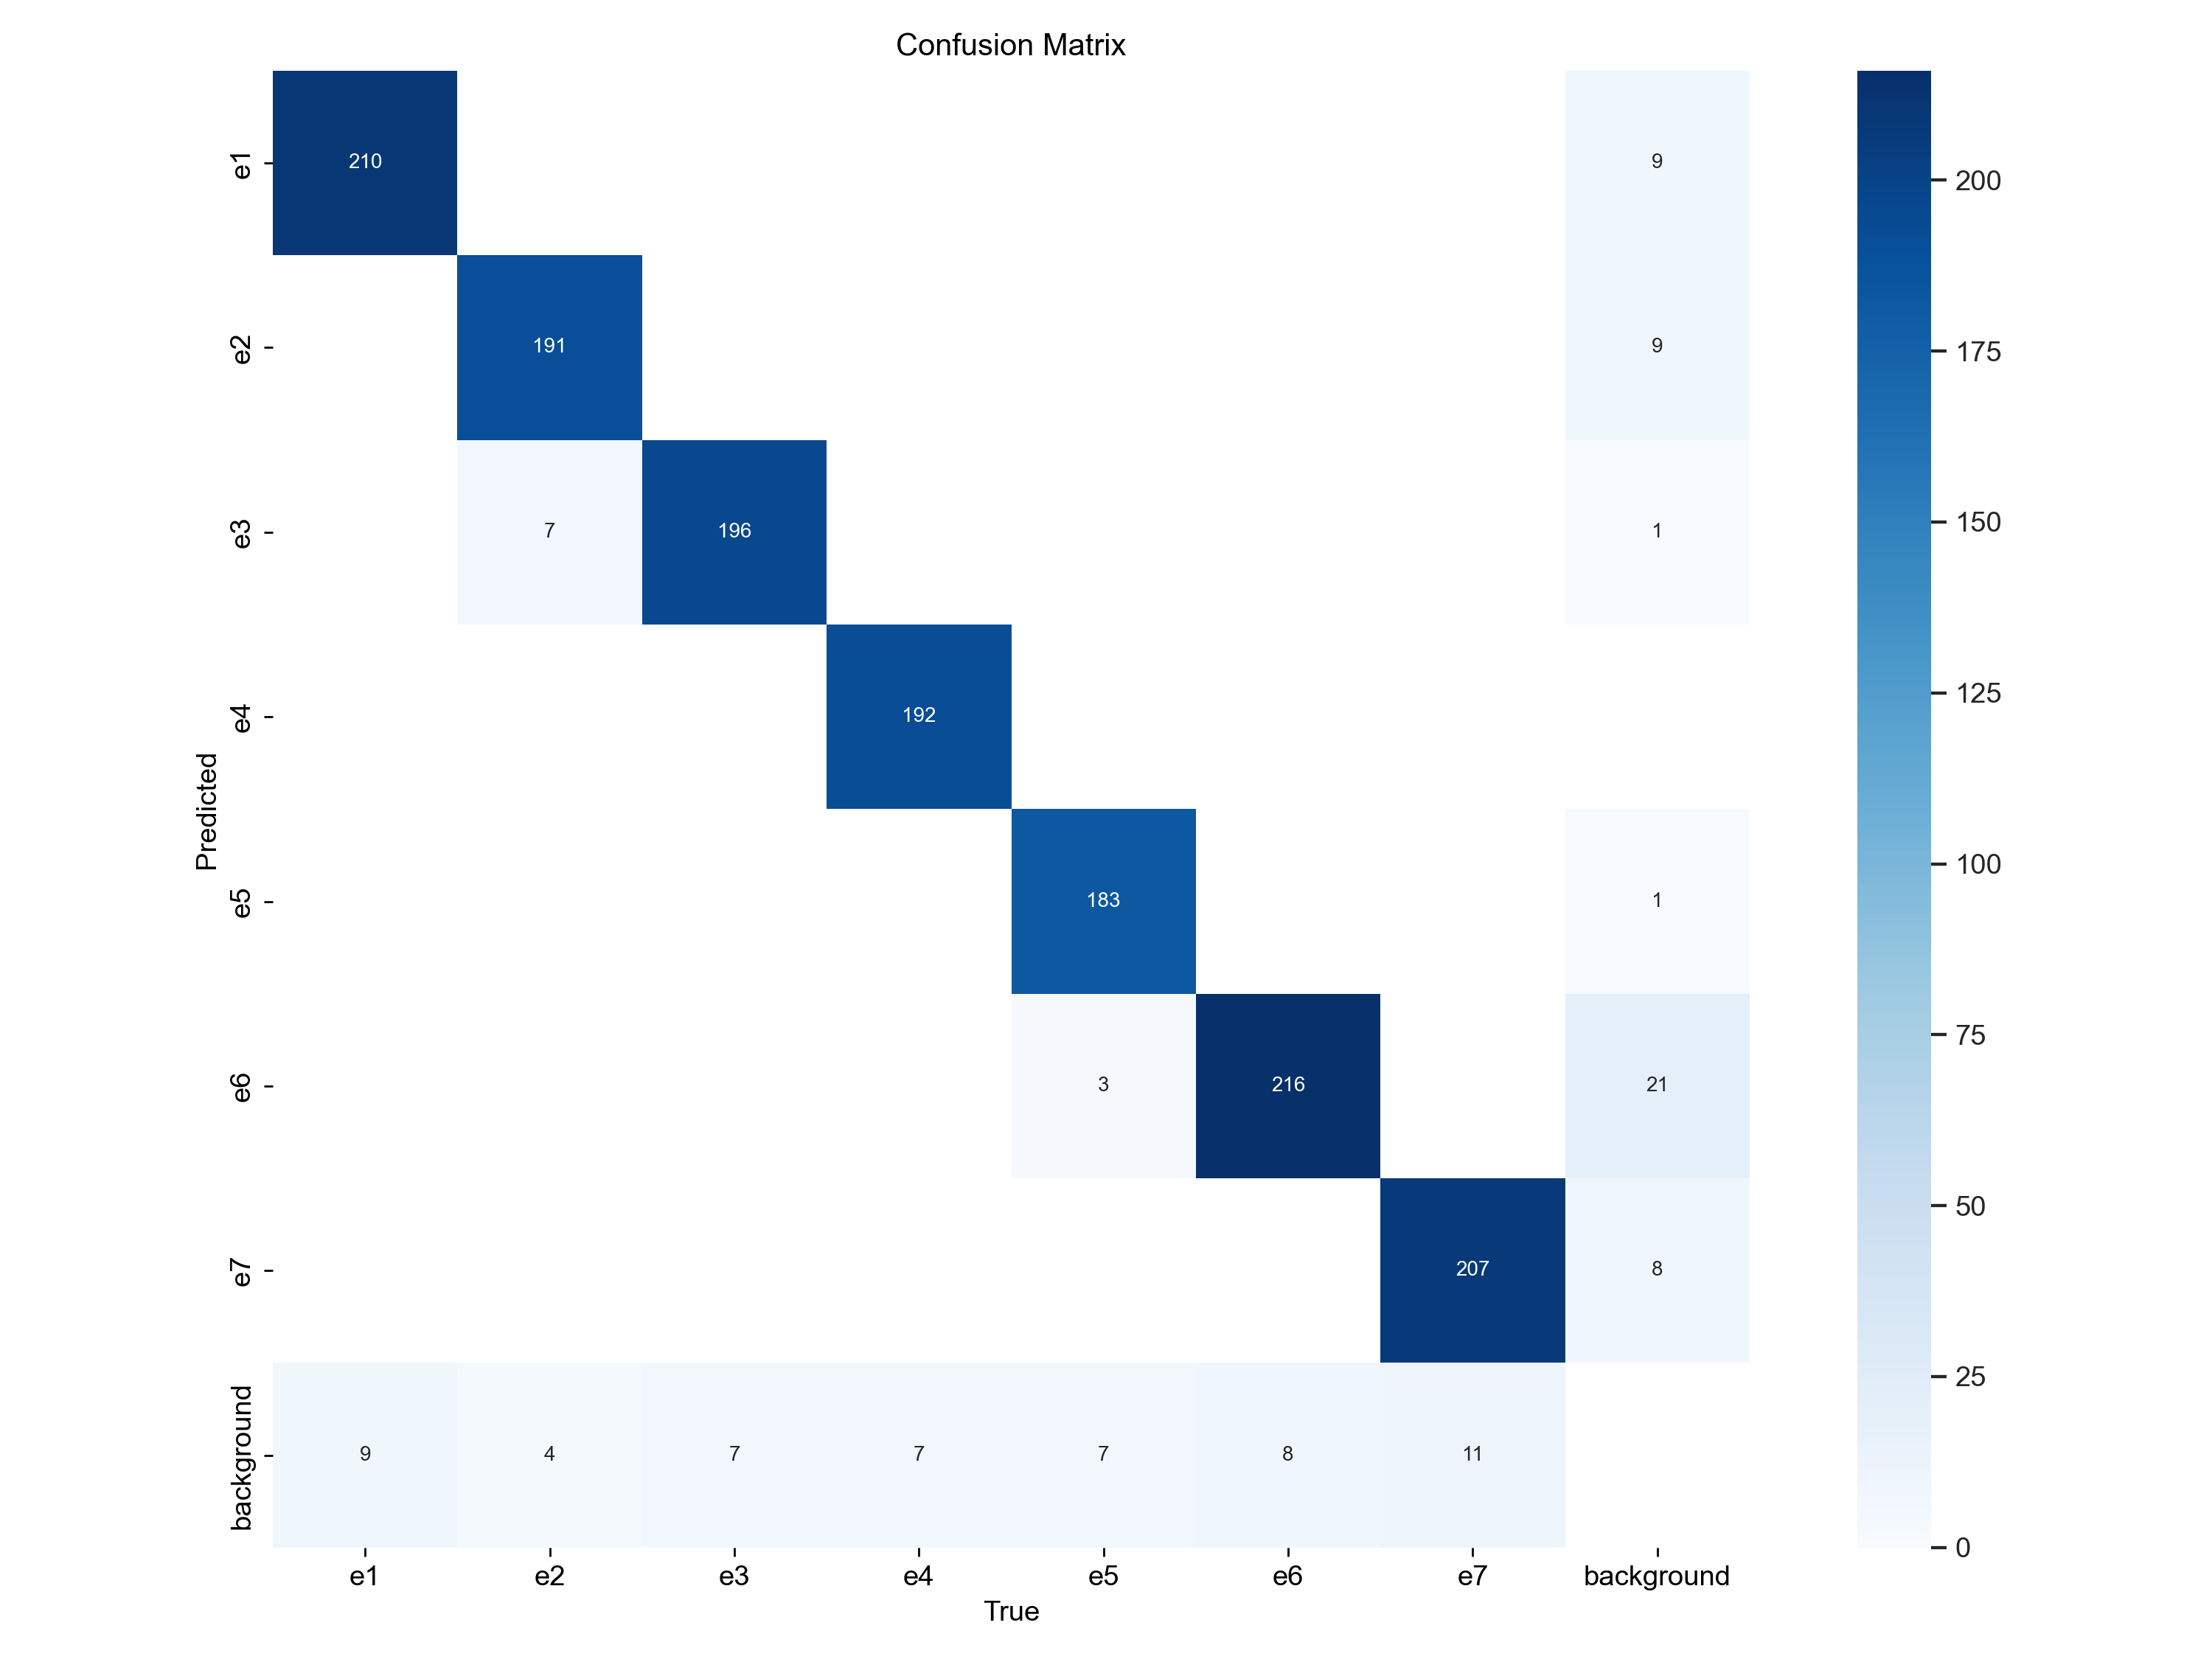 Confusion Matrix
e1 210 9
e2 191 9
e3 7 196 1
e4 192
e5 183 1
e6 3 216 21
e7 207 8
background 9 4 7 7 7 8 11
e1 e2 e3 e4 e5 e6 e7 background
True
Predicted
200
175
150
125
100
75
50
25
0